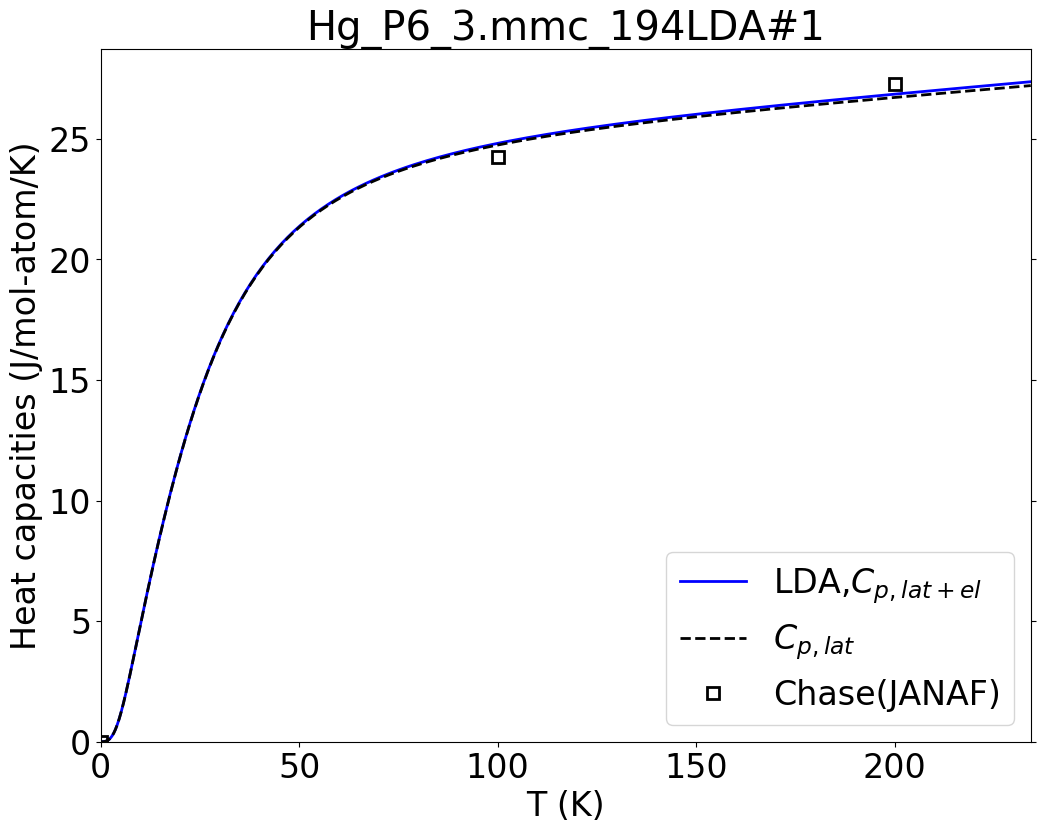 Hg_P6_3.mmc_194LDA#1
Heat capacities (J/mol-atom/K)
25
20
15
10
5
0
0 50 100 150 200
T (K)
LDA,C_{p, lat+el}
C_{p, lat}
Chase(JANAF)